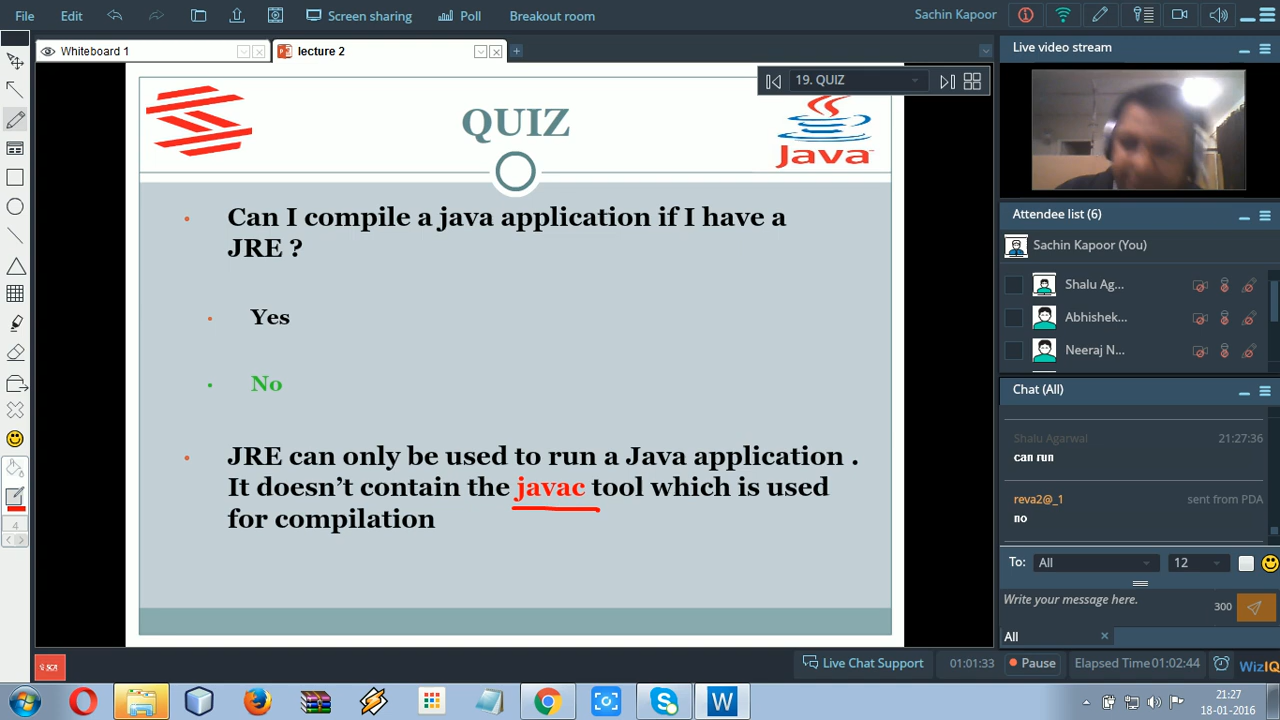 File Edit Screen sharing Poll Breakout room Sachin Kapoor
Whiteboard 1 lecture 2
Live video stream
19. QUIZ
QUIZ
Java
Can I compile a java application if I have a
JRE ?
Yes
No
JRE can only be used to run a Java application .
It doesn’t contain the javac tool which is used
for compilation
Attendee list (6)
Sachin Kapoor (You)
Shalu Ag...
Abhishek...
Neeraj N...
Chat (All)
Shalu Agarwal 21:27:36
can run
reva2@_1 sent from PDA
no
To: All 12
Write your message here. 300
All
4
SCA
Live Chat Support 01:01:33 Pause Elapsed Time 01:02:44 WizIQ
W
21:27
18-01-2016